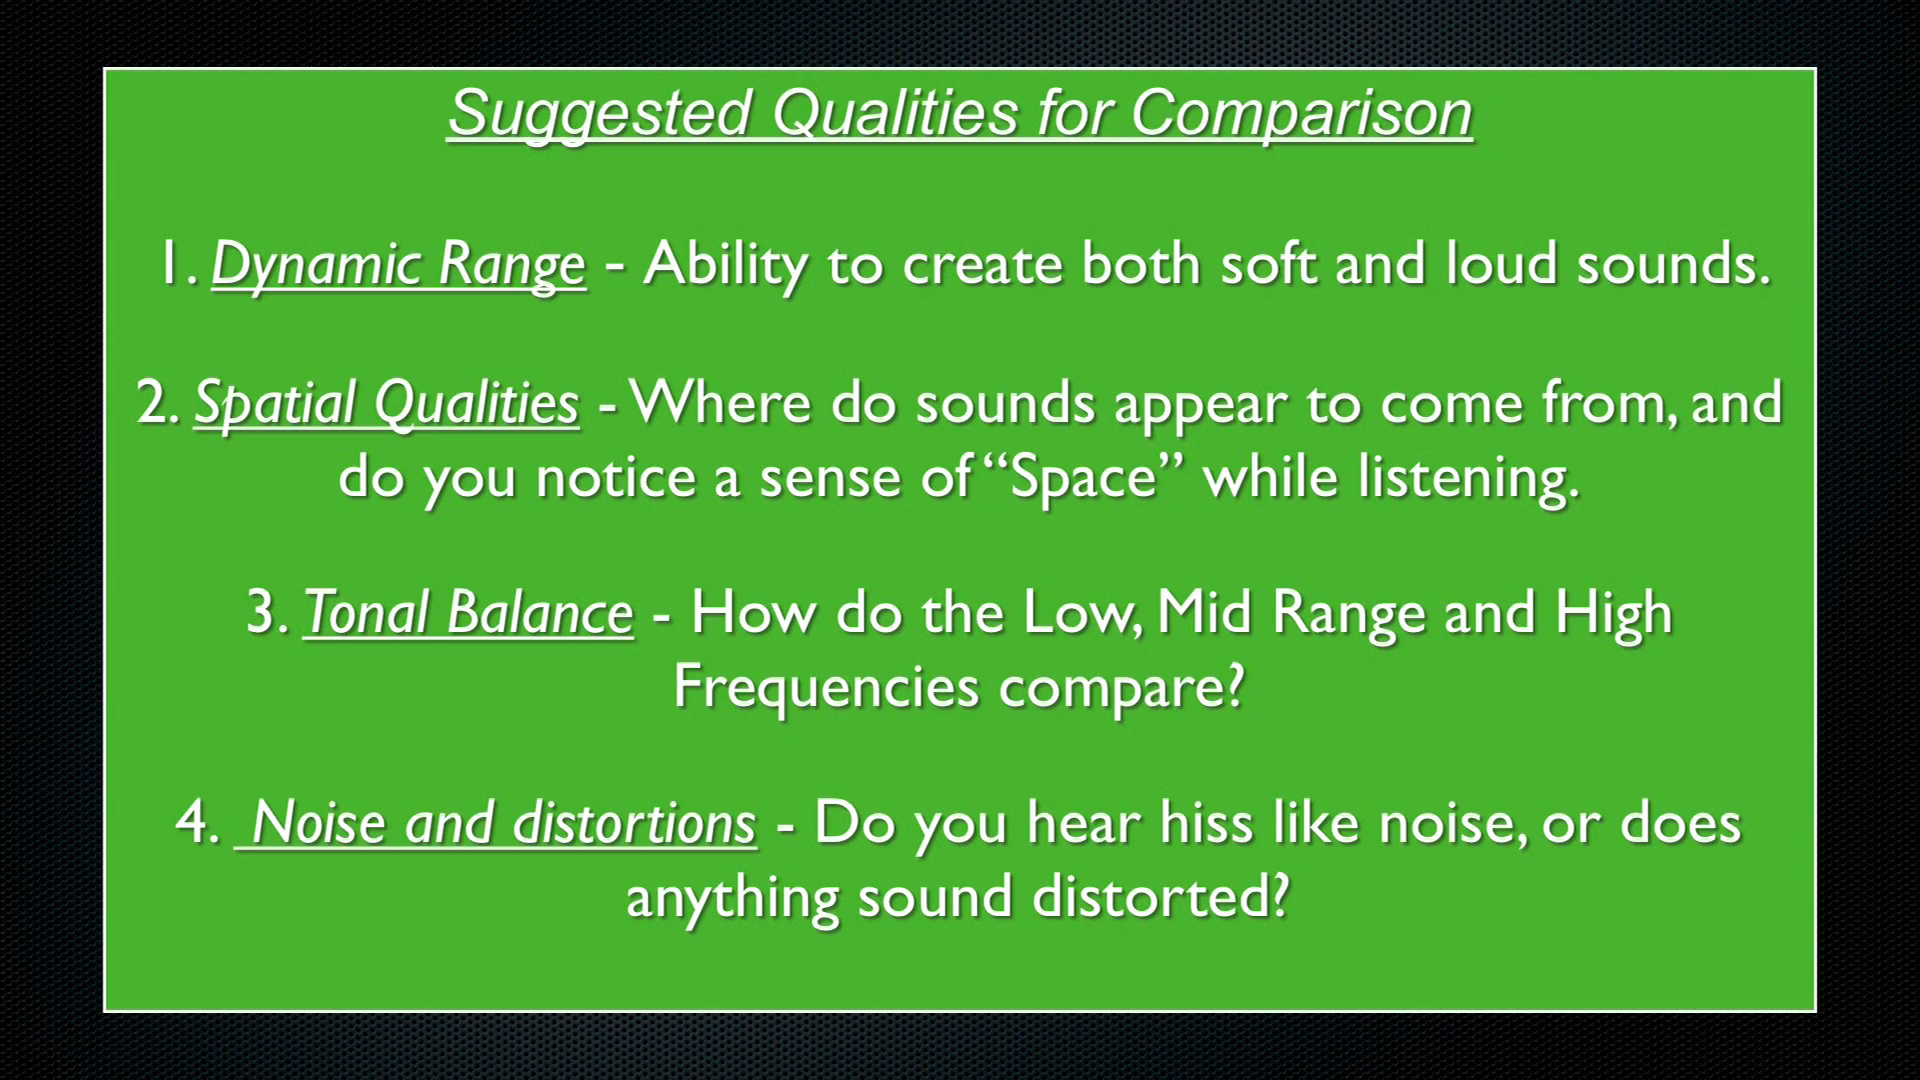 Suggested Qualities for Comparison
1. Dynamic Range - Ability to create both soft and loud sounds.
2. Spatial Qualities - Where do sounds appear to come from, and
do you notice a sense of “Space” while listening.
3. Tonal Balance - How do the Low, Mid Range and High
Frequencies compare?
4. Noise and distortions - Do you hear hiss like noise, or does
anything sound distorted?